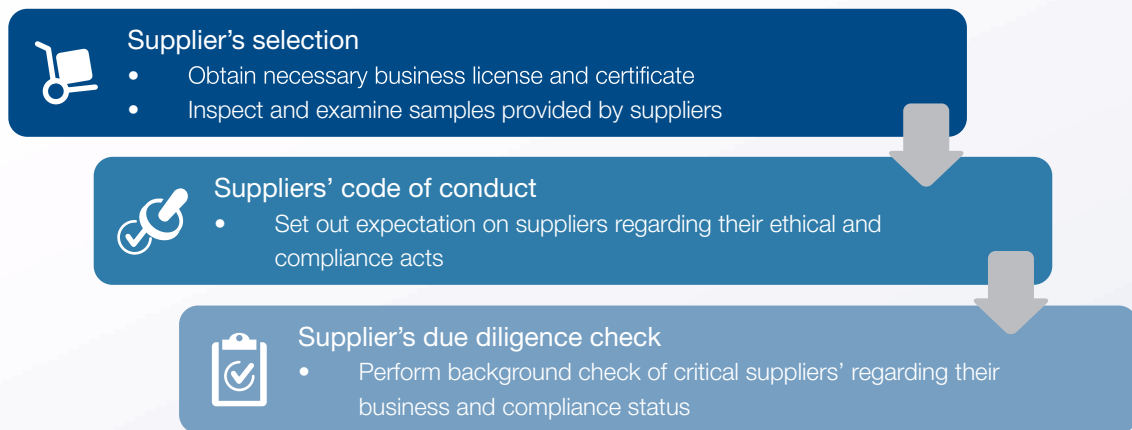 Supplier’s selection
• Obtain necessary business license and certificate
• Inspect and examine samples provided by suppliers
Suppliers’ code of conduct
• Set out expectation on suppliers regarding their ethical and
compliance acts
Supplier’s due diligence check
• Perform background check of critical suppliers’ regarding their
business and compliance status